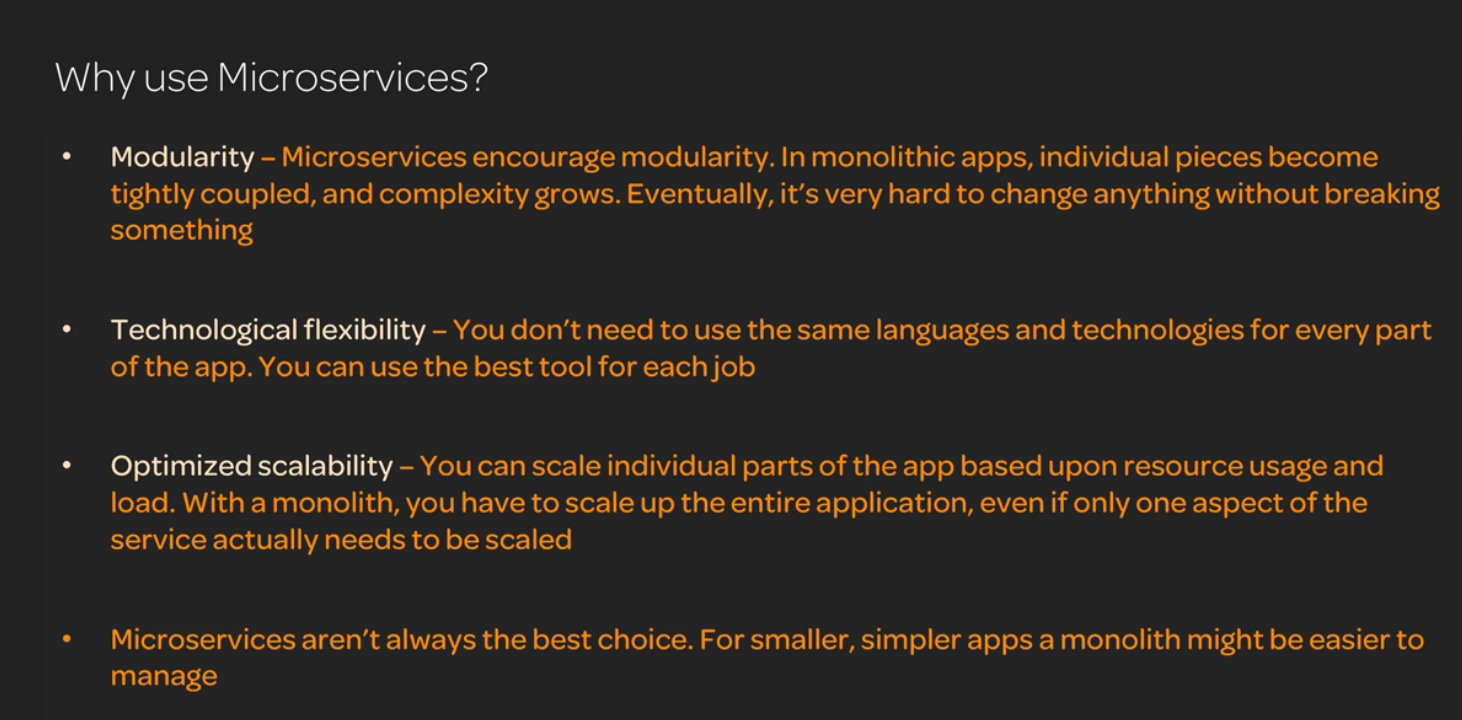 Why use Microservices?
• Modularity – Microservices encourage modularity. In monolithic apps, individual pieces become
tightly coupled, and complexity grows. Eventually, it’s very hard to change anything without breaking
something
• Technological flexibility – You don’t need to use the same languages and technologies for every part
of the app. You can use the best tool for each job
• Optimized scalability – You can scale individual parts of the app based upon resource usage and
load. With a monolith, you have to scale up the entire application, even if only one aspect of the
service actually needs to be scaled
• Microservices aren’t always the best choice. For smaller, simpler apps a monolith might be easier to
manage